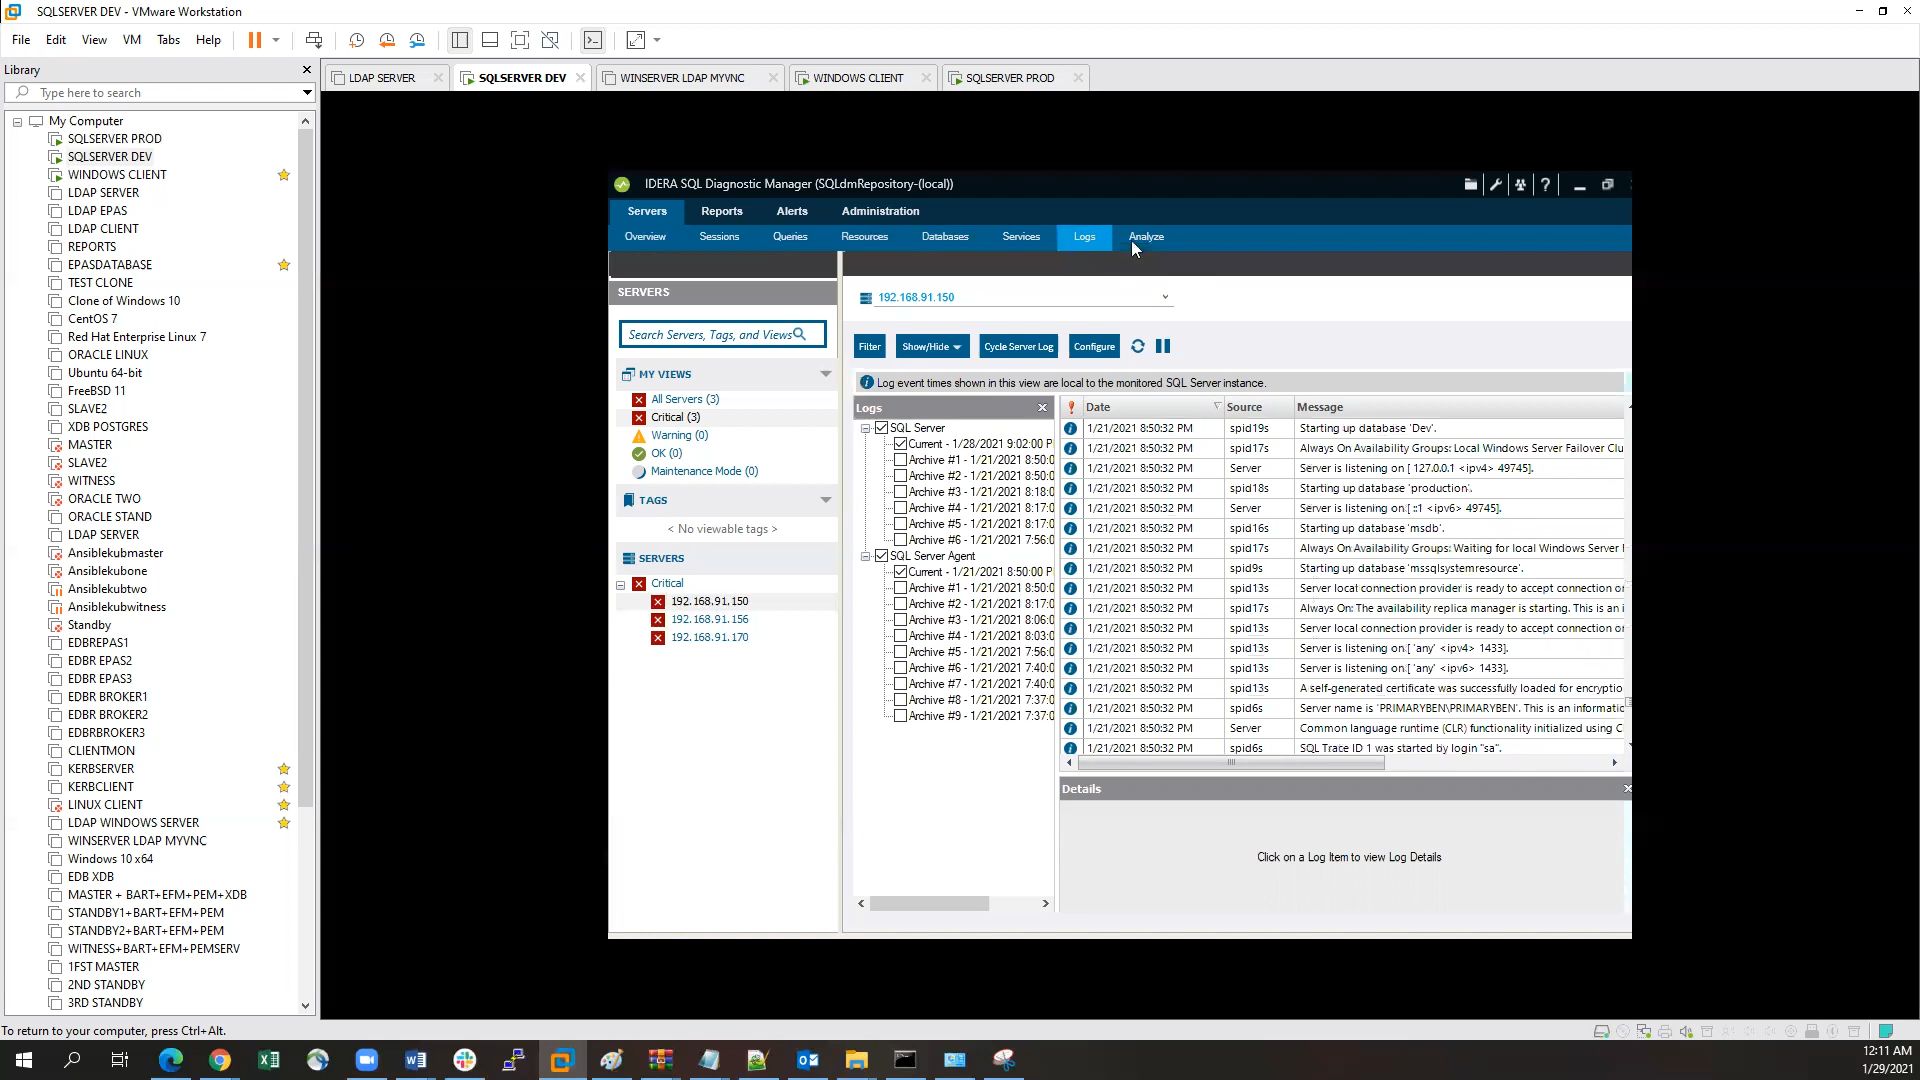 SQLSERVER DEV - VMware Workstation
File Edit View VM Tabs Help
Library
Type here to search
My Computer
SQLSERVER PROD
SQLSERVER DEV
WINDOWS CLIENT
LDAP SERVER
LDAP EPAS
LDAP CLIENT
REPORTS
EPASDATABASE
TEST CLONE
Clone of Windows 10
CentOS 7
Red Hat Enterprise Linux 7
ORACLE LINUX
Ubuntu 64-bit
FreeBSD 11
SLAVE2
XDB POSTGRES
MASTER
SLAVE2
WITNESS
ORACLE TWO
ORACLE STAND
LDAP SERVER
Ansiblekubmaster
Ansiblekubone
Ansiblekubtwo
Ansiblekubwitness
Standby
EDBREPAS1
EDBR EPAS2
EDBR EPAS3
EDBR BROKER1
EDBR BROKER2
EDBRBROKER3
CLIENTMON
KERBSERVER
KERBCLIENT
LINUX CLIENT
LDAP WINDOWS SERVER
WINSERVER LDAP MYVNC
Windows 10 x64
EDB XDB
MASTER + BART+EFM+PEM+XDB
STANDBY1+BART+EFM+PEM
STANDBY2+BART+EFM+PEM
WITNESS+BART+EFM+PEMSERV
1FST MASTER
2ND STANDBY
3RD STANDBY
LDAP SERVER SQLSERVER DEV WINSERVER LDAP MYVNC WINDOWS CLIENT SQLSERVER PROD
IDERA SQL Diagnostic Manager (SQLdmRepository-(local))
Servers Reports Alerts Administration
Overview Sessions Queries Resources Databases Services Logs Analyze
SERVERS
Search Servers, Tags, and Views
MY VIEWS
All Servers (3)
Critical (3)
Warning (0)
OK (0)
Maintenance Mode (0)
TAGS
< No viewable tags >
SERVERS
Critical
192.168.91.150
192.168.91.156
192.168.91.170
192.168.91.150
Filter Show/Hide Cycle Server Log Configure
Log event times shown in this view are local to the monitored SQL Server instance.
Logs
SQL Server
Current - 1/28/2021 9:02:00 P
Archive #1 - 1/21/2021 8:50:0
Archive #2 - 1/21/2021 8:50:0
Archive #3 - 1/21/2021 8:18:0
Archive #4 - 1/21/2021 8:17:0
Archive #5 - 1/21/2021 8:17:0
Archive #6 - 1/21/2021 7:56:0
SQL Server Agent
Current - 1/21/2021 8:50:00 P
Archive #1 - 1/21/2021 8:50:0
Archive #2 - 1/21/2021 8:17:0
Archive #3 - 1/21/2021 8:06:0
Archive #4 - 1/21/2021 8:03:0
Archive #5 - 1/21/2021 7:56:0
Archive #6 - 1/21/2021 7:40:0
Archive #7 - 1/21/2021 7:40:0
Archive #8 - 1/21/2021 7:37:0
Archive #9 - 1/21/2021 7:37:0
Date Source Message
1/21/2021 8:50:32 PM spid19s Starting up database 'Dev'.
1/21/2021 8:50:32 PM spid17s Always On Availability Groups: Local Windows Server Failover Clu
1/21/2021 8:50:32 PM Server Server is listening on [ 127.0.0.1 <ipv4> 49745].
1/21/2021 8:50:32 PM spid18s Starting up database 'production'.
1/21/2021 8:50:32 PM Server Server is listening on [ ::1 <ipv6> 49745].
1/21/2021 8:50:32 PM spid16s Starting up database 'msdb'.
1/21/2021 8:50:32 PM spid17s Always On Availability Groups: Waiting for local Windows Server
1/21/2021 8:50:32 PM spid9s Starting up database 'mssqlsystemresource'.
1/21/2021 8:50:32 PM spid13s Server local connection provider is ready to accept connection or
1/21/2021 8:50:32 PM spid17s Always On: The availability replica manager is starting. This is an i
1/21/2021 8:50:32 PM spid13s Server local connection provider is ready to accept connection or
1/21/2021 8:50:32 PM spid13s Server is listening on [ 'any' <ipv4> 1433].
1/21/2021 8:50:32 PM spid13s Server is listening on [ 'any' <ipv6> 1433].
1/21/2021 8:50:32 PM spid13s A self-generated certificate was successfully loaded for encryptio
1/21/2021 8:50:32 PM spid6s Server name is 'PRIMARYBEN\PRIMARYBEN'. This is an informatic
1/21/2021 8:50:32 PM Server Common language runtime (CLR) functionality initialized using C
1/21/2021 8:50:32 PM spid6s SQL Trace ID 1 was started by login "sa".
Details
Click on a Log Item to view Log Details
To return to your computer, press Ctrl+Alt.
12:11 AM
1/29/2021